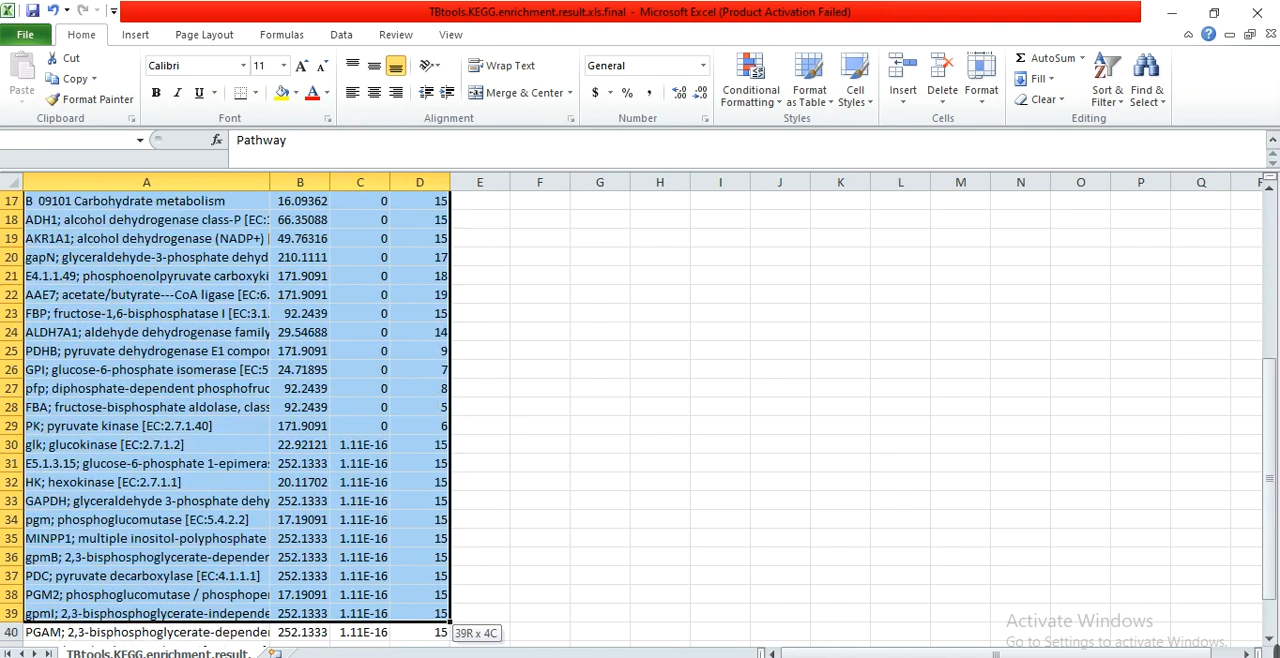 TBtools.KEGG.enrichment.result.xls.final - Microsoft Excel (Product Activation Failed)
File Home Insert Page Layout Formulas Data Review View
Paste Cut Copy Format Painter
Calibri 11 B I U
Wrap Text Merge & Center
General $ % ,
Conditional Formatting Format as Table Cell Styles
Insert Delete Format
Σ AutoSum Fill Clear Sort & Filter Find & Select
Clipboard Font Alignment Number Styles Cells Editing
fx Pathway
A B C D E F G H I J K L M N O P Q
17 B 09101 Carbohydrate metabolism 16.09362 0 15
18 ADH1; alcohol dehydrogenase class-P [EC: 66.35088 0 15
19 AKR1A1; alcohol dehydrogenase (NADP+) 49.76316 0 15
20 gapN; glyceraldehyde-3-phosphate dehyd 210.1111 0 17
21 E4.1.1.49; phosphoenolpyruvate carboxyki 171.9091 0 18
22 AAE7; acetate/butyrate---CoA ligase [EC:6. 171.9091 0 19
23 FBP; fructose-1,6-bisphosphatase I [EC:3.1. 92.2439 0 15
24 ALDH7A1; aldehyde dehydrogenase family 29.54688 0 14
25 PDHB; pyruvate dehydrogenase E1 compor 171.9091 0 9
26 GPI; glucose-6-phosphate isomerase [EC:5 24.71895 0 7
27 pfp; diphosphate-dependent phosphofruc 92.2439 0 8
28 FBA; fructose-bisphosphate aldolase, class 92.2439 0 5
29 PK; pyruvate kinase [EC:2.7.1.40] 171.9091 0 6
30 glk; glucokinase [EC:2.7.1.2] 22.92121 1.11E-16 15
31 E5.1.3.15; glucose-6-phosphate 1-epimeras 252.1333 1.11E-16 15
32 HK; hexokinase [EC:2.7.1.1] 20.11702 1.11E-16 15
33 GAPDH; glyceraldehyde 3-phosphate dehy 252.1333 1.11E-16 15
34 pgm; phosphoglucomutase [EC:5.4.2.2] 17.19091 1.11E-16 15
35 MINPP1; multiple inositol-polyphosphate 252.1333 1.11E-16 15
36 gpmB; 2,3-bisphosphoglycerate-depender 252.1333 1.11E-16 15
37 PDC; pyruvate decarboxylase [EC:4.1.1.1] 252.1333 1.11E-16 15
38 PGM2; phosphoglucomutase / phosphope 17.19091 1.11E-16 15
39 gpmI; 2,3-bisphosphoglycerate-independe 252.1333 1.11E-16 15
40 PGAM; 2,3-bisphosphoglycerate-depender 252.1333 1.11E-16 15
39R x 4C
Activate Windows
Go to Settings to activate Windows.
TBtools.KEGG.enrichment.result.